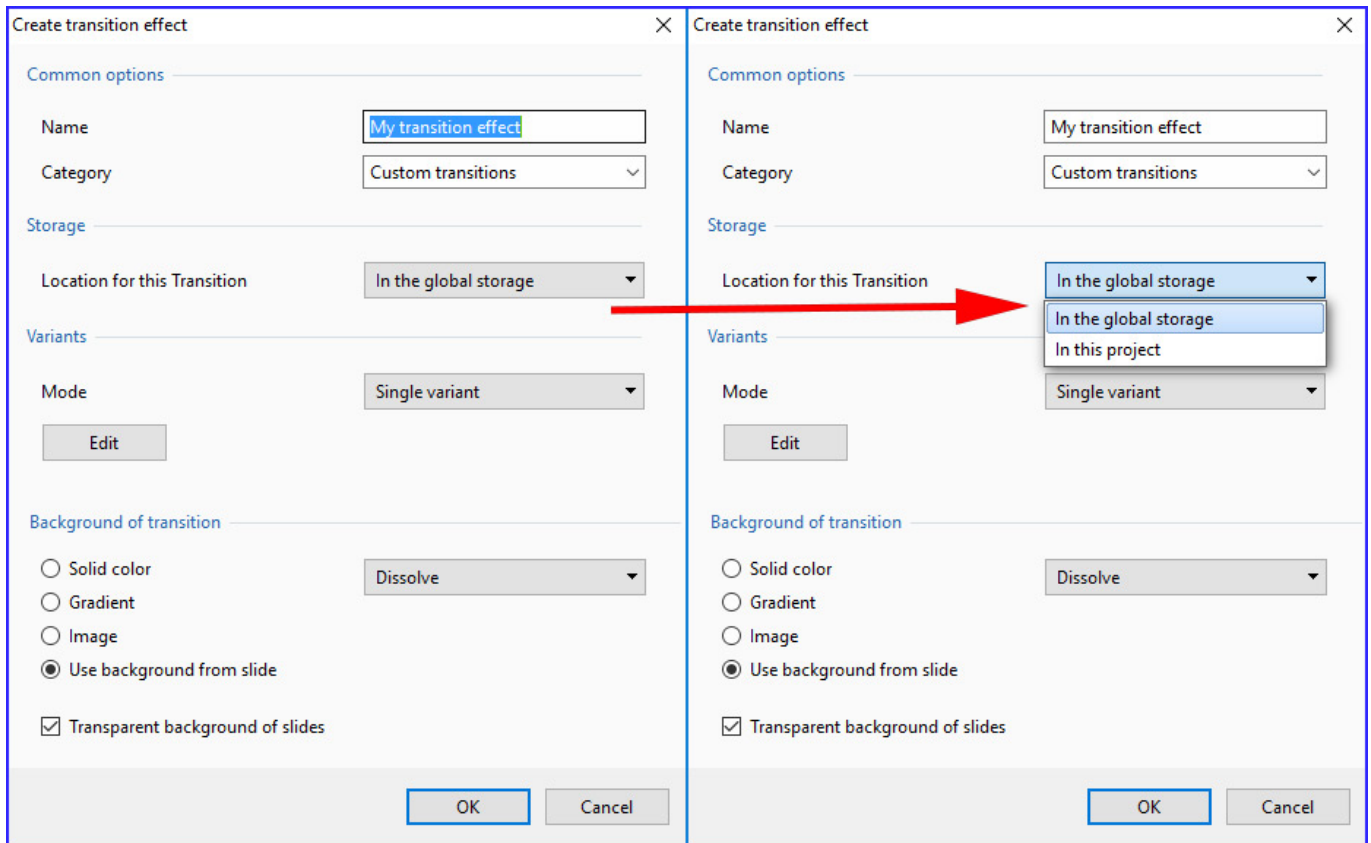 Create transition effect
Common options
Name My transition effect
Category Custom transitions
Storage
Location for this Transition In the global storage
Variants
Mode Single variant
Edit
Background of transition
Solid color Dissolve
Gradient
Image
Use background from slide
Transparent background of slides
OK Cancel
Create transition effect
Common options
Name My transition effect
Category Custom transitions
Storage
Location for this Transition In the global storage
In the global storage
In this project
Variants
Mode Single variant
Edit
Background of transition
Solid color Dissolve
Gradient
Image
Use background from slide
Transparent background of slides
OK Cancel